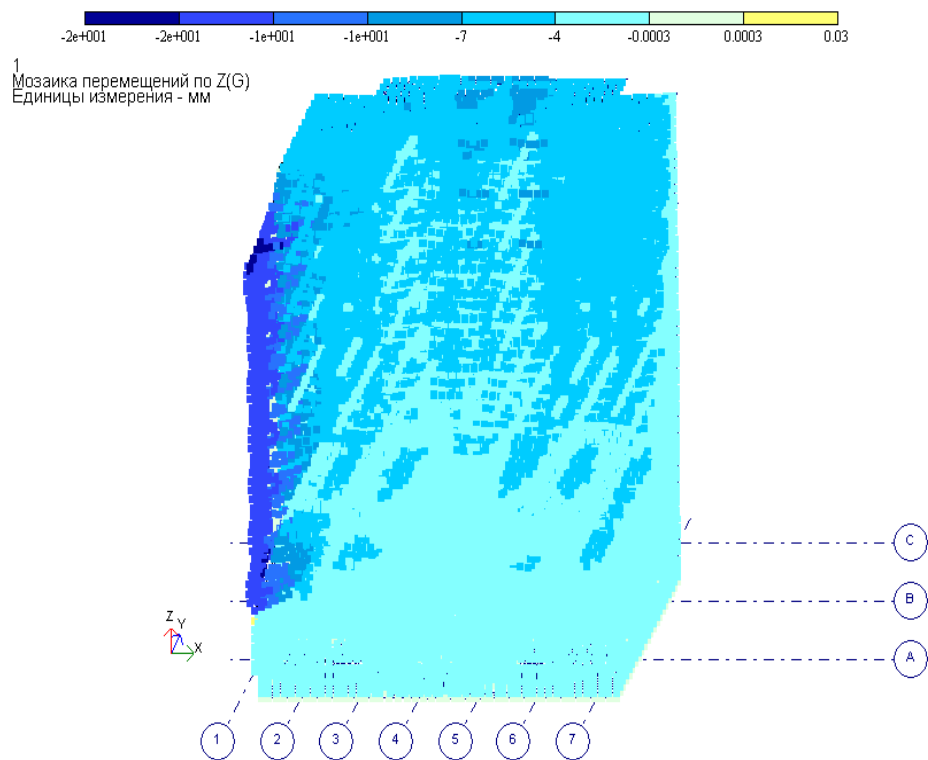 -2e+001 -2e+001 -1e+001 -1e+001 -7 -4 -0.0003 0.0003 0.03
1
Мозаика перемещений по Z(G)
Единицы измерения - мм
C
B
Z
Y
X
A
1 2 3 4 5 6 7